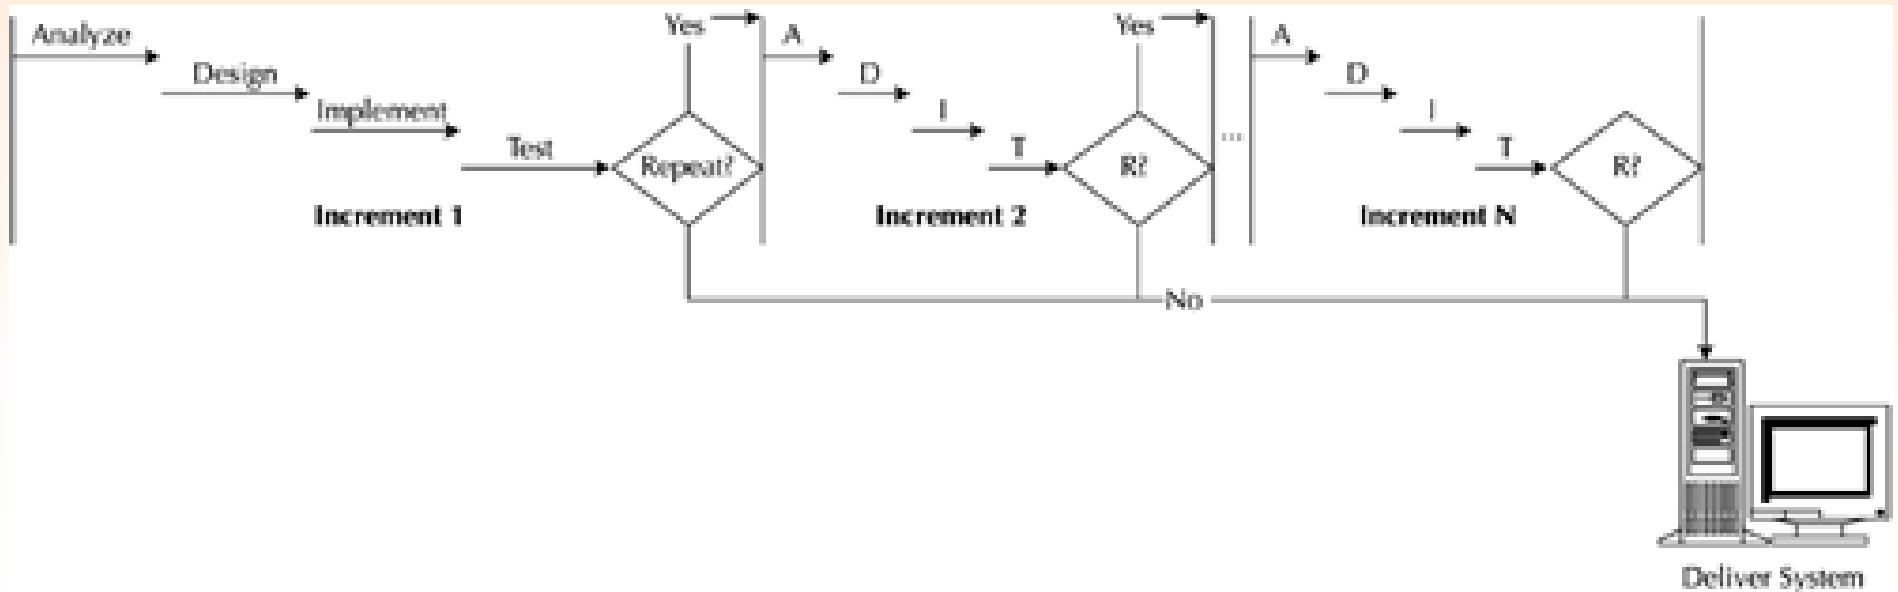 Analyze
Design
Implement
Test
Repeat?
Yes
Increment 1
A
D
I
T
R?
Yes
Increment 2
...
A
D
I
T
R?
Increment N
No
Deliver System